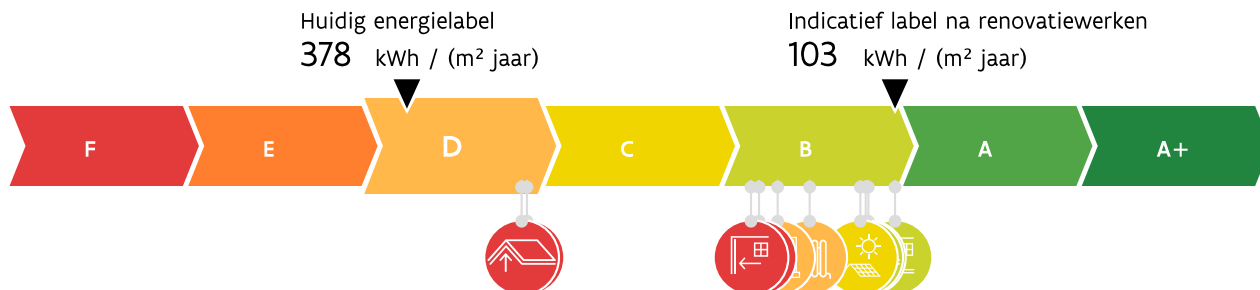 Huidig energielabel
378 kWh / (m² jaar)
Indicatief label na renovatiewerken
103 kWh / (m² jaar)
F E D C B A A+